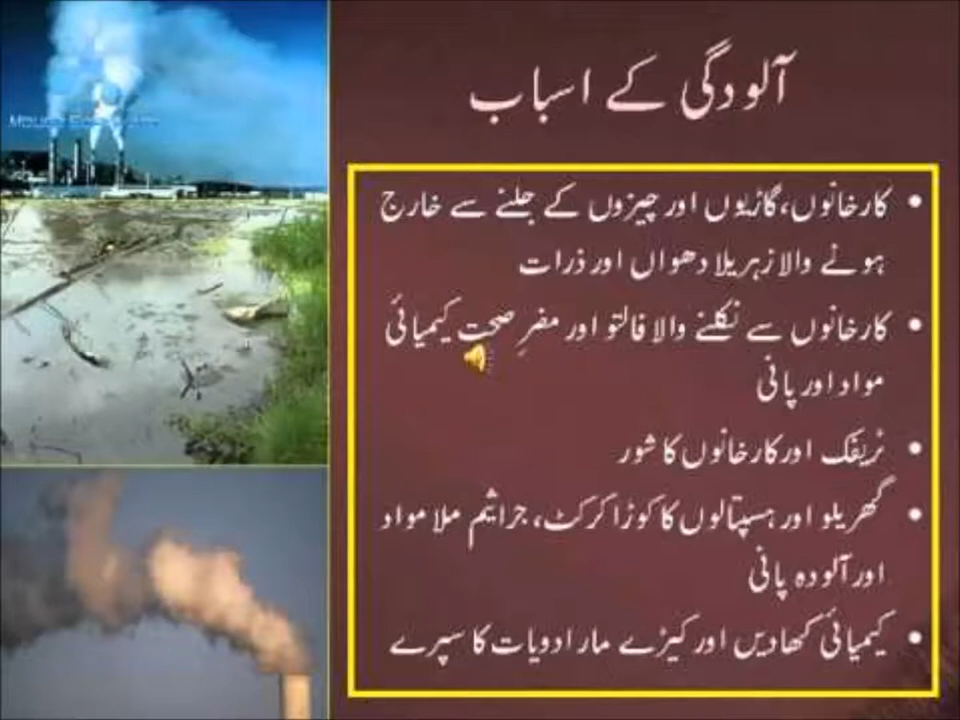 آلودگی کے اسباب
• کارخانوں، گاڑیوں اور چیزوں کے جلنے سے خارج
ہونے والا زہریلا دھواں اور ذرات
• کارخانوں سے نکلنے والا فالتو اور مضرِ صحت کیمیائی
مواد اور پانی
• ٹریفک اور کارخانوں کا شور
• گھریلو اور ہسپتالوں کا کوڑا کرکٹ، جراثیم ملا مواد
اور آلودہ پانی
• کیمیائی کھادیں اور کیڑے مار ادویات کا سپرے